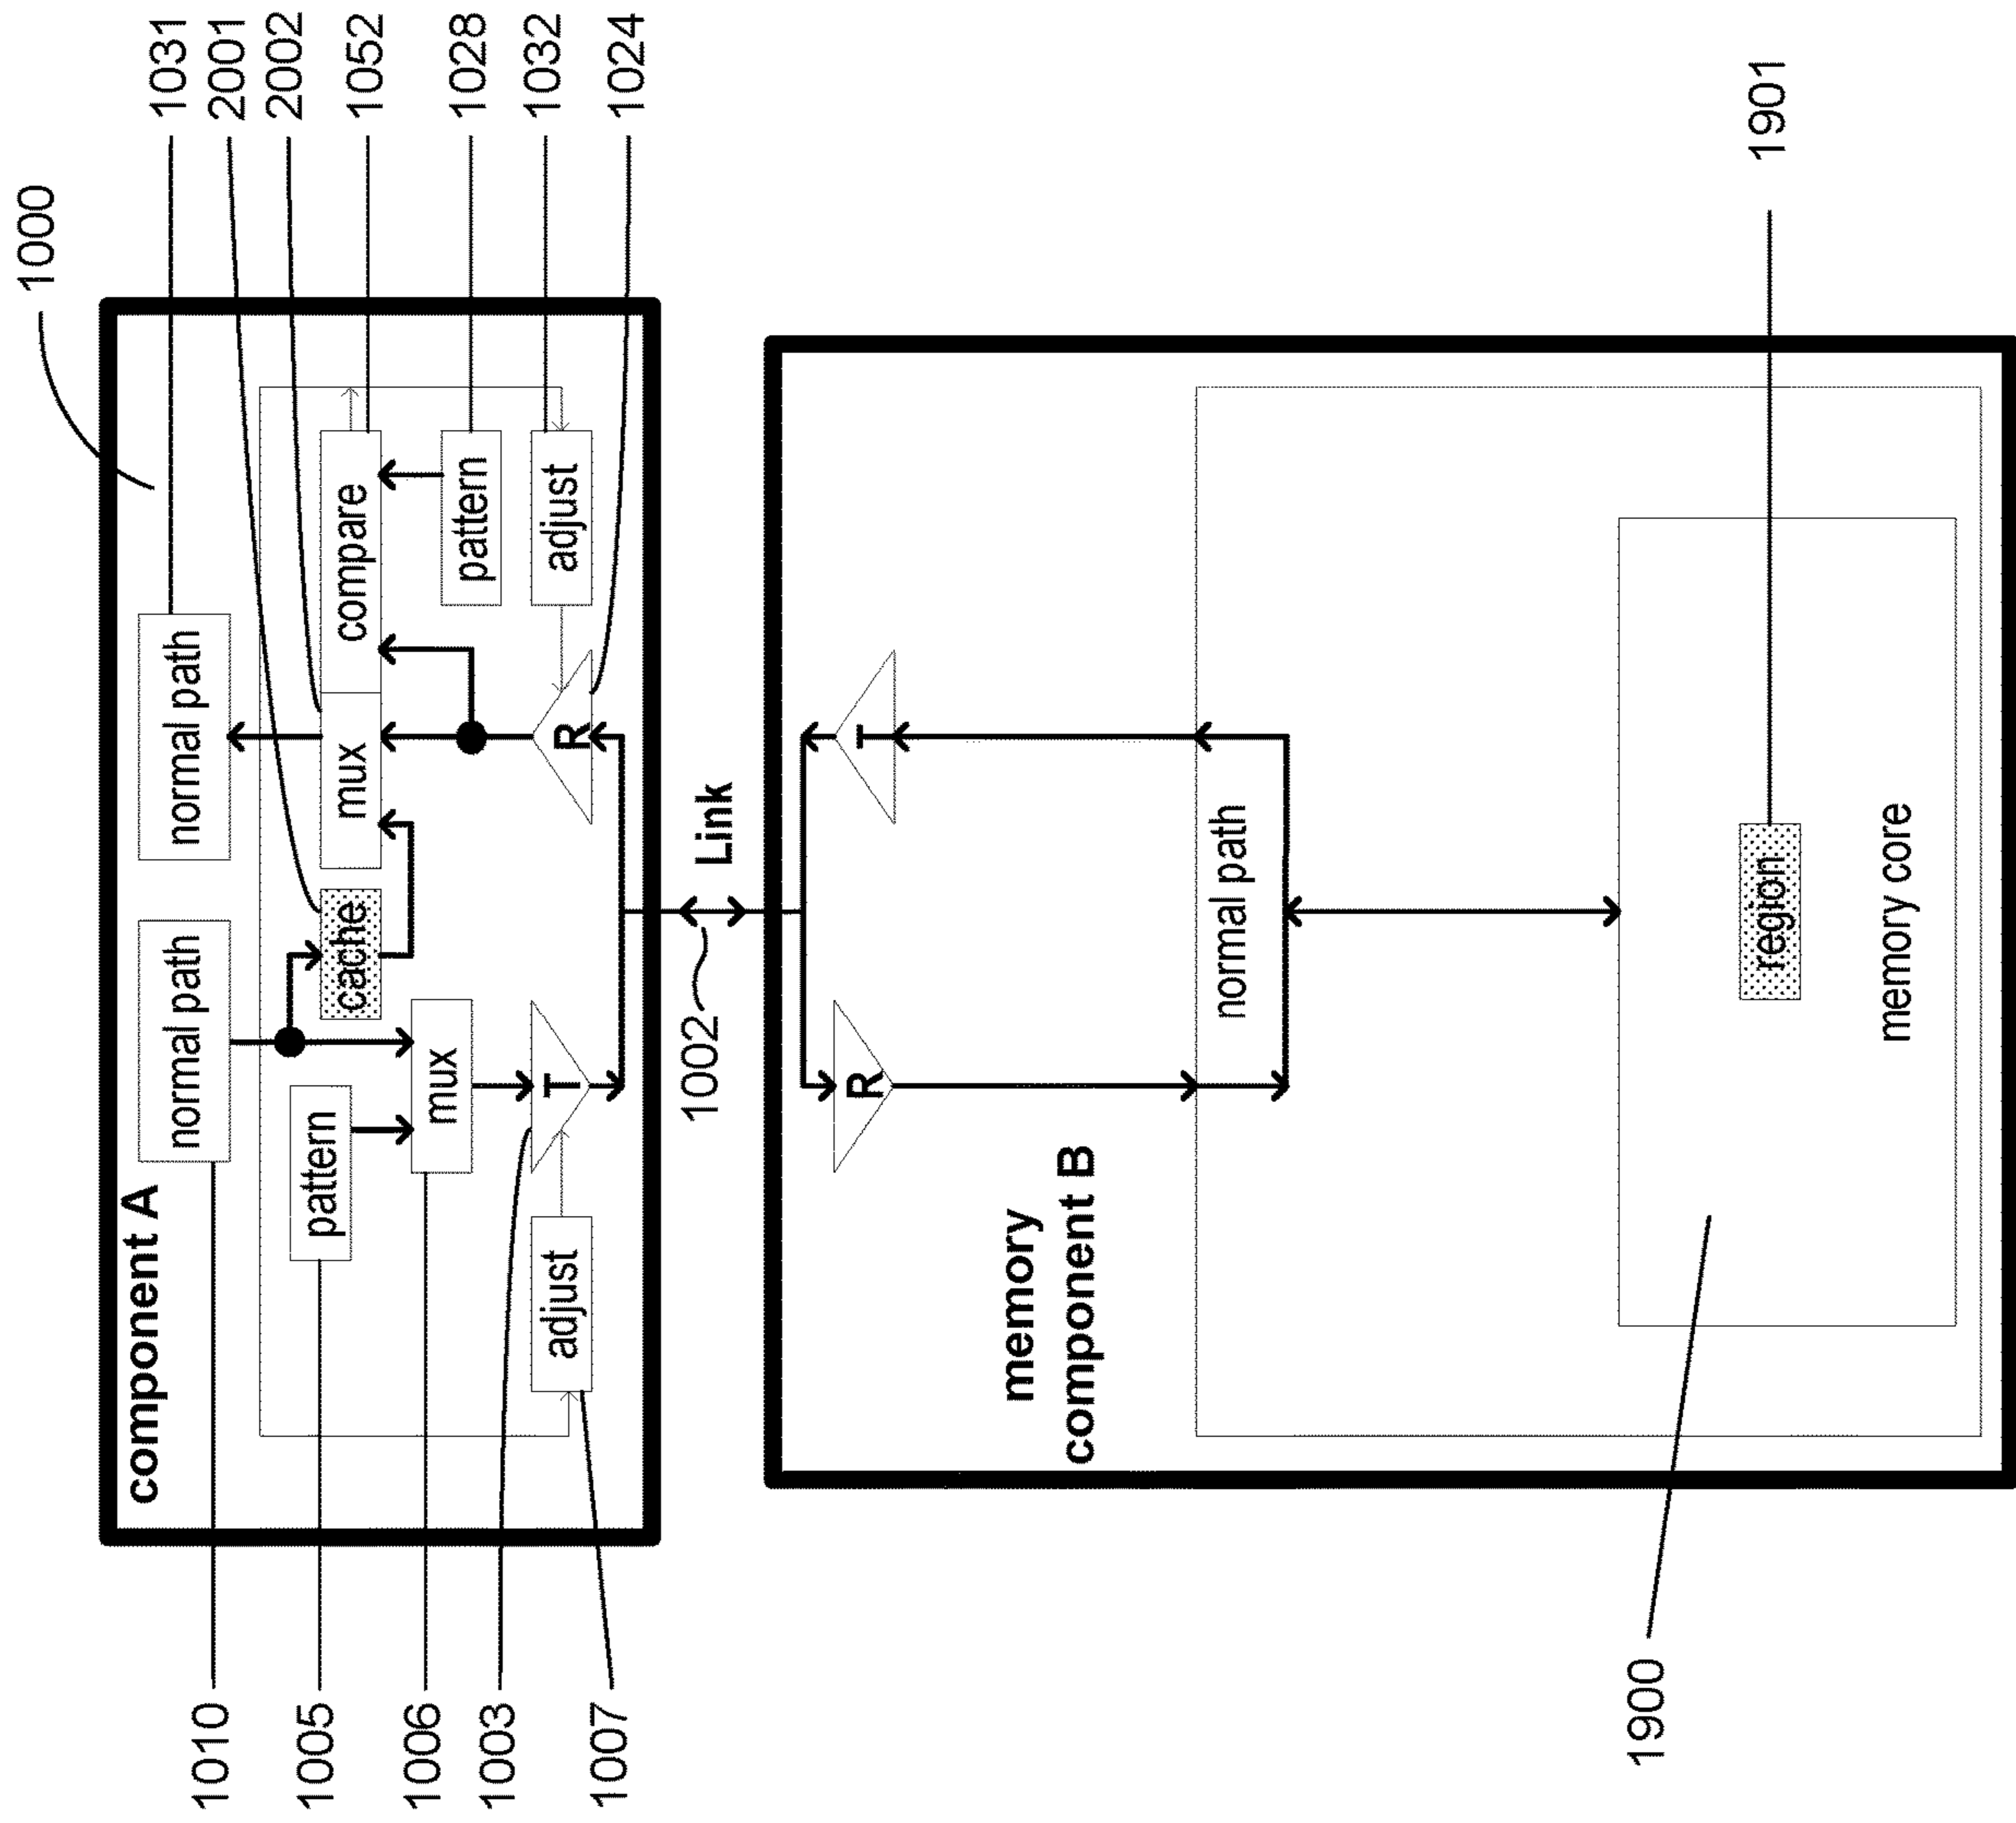 1000
1031
2001
2002
1052
1028
1032
1024
component A
normal path
normal path
pattern
cache
mux
compare
mux
pattern
adjust
T
R
adjust
1010
1005
1006
1003
1007
1002
Link
memory
component B
R
T
normal path
region
memory core
1901
1900